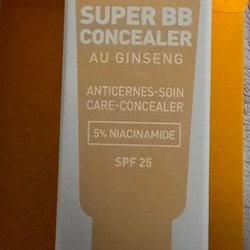 SUPER BB
CONCEALER
AU GINSENG
ANTICERNES-SOIN
CARE-CONCEALER
5% NIACINAMIDE
SPF 25